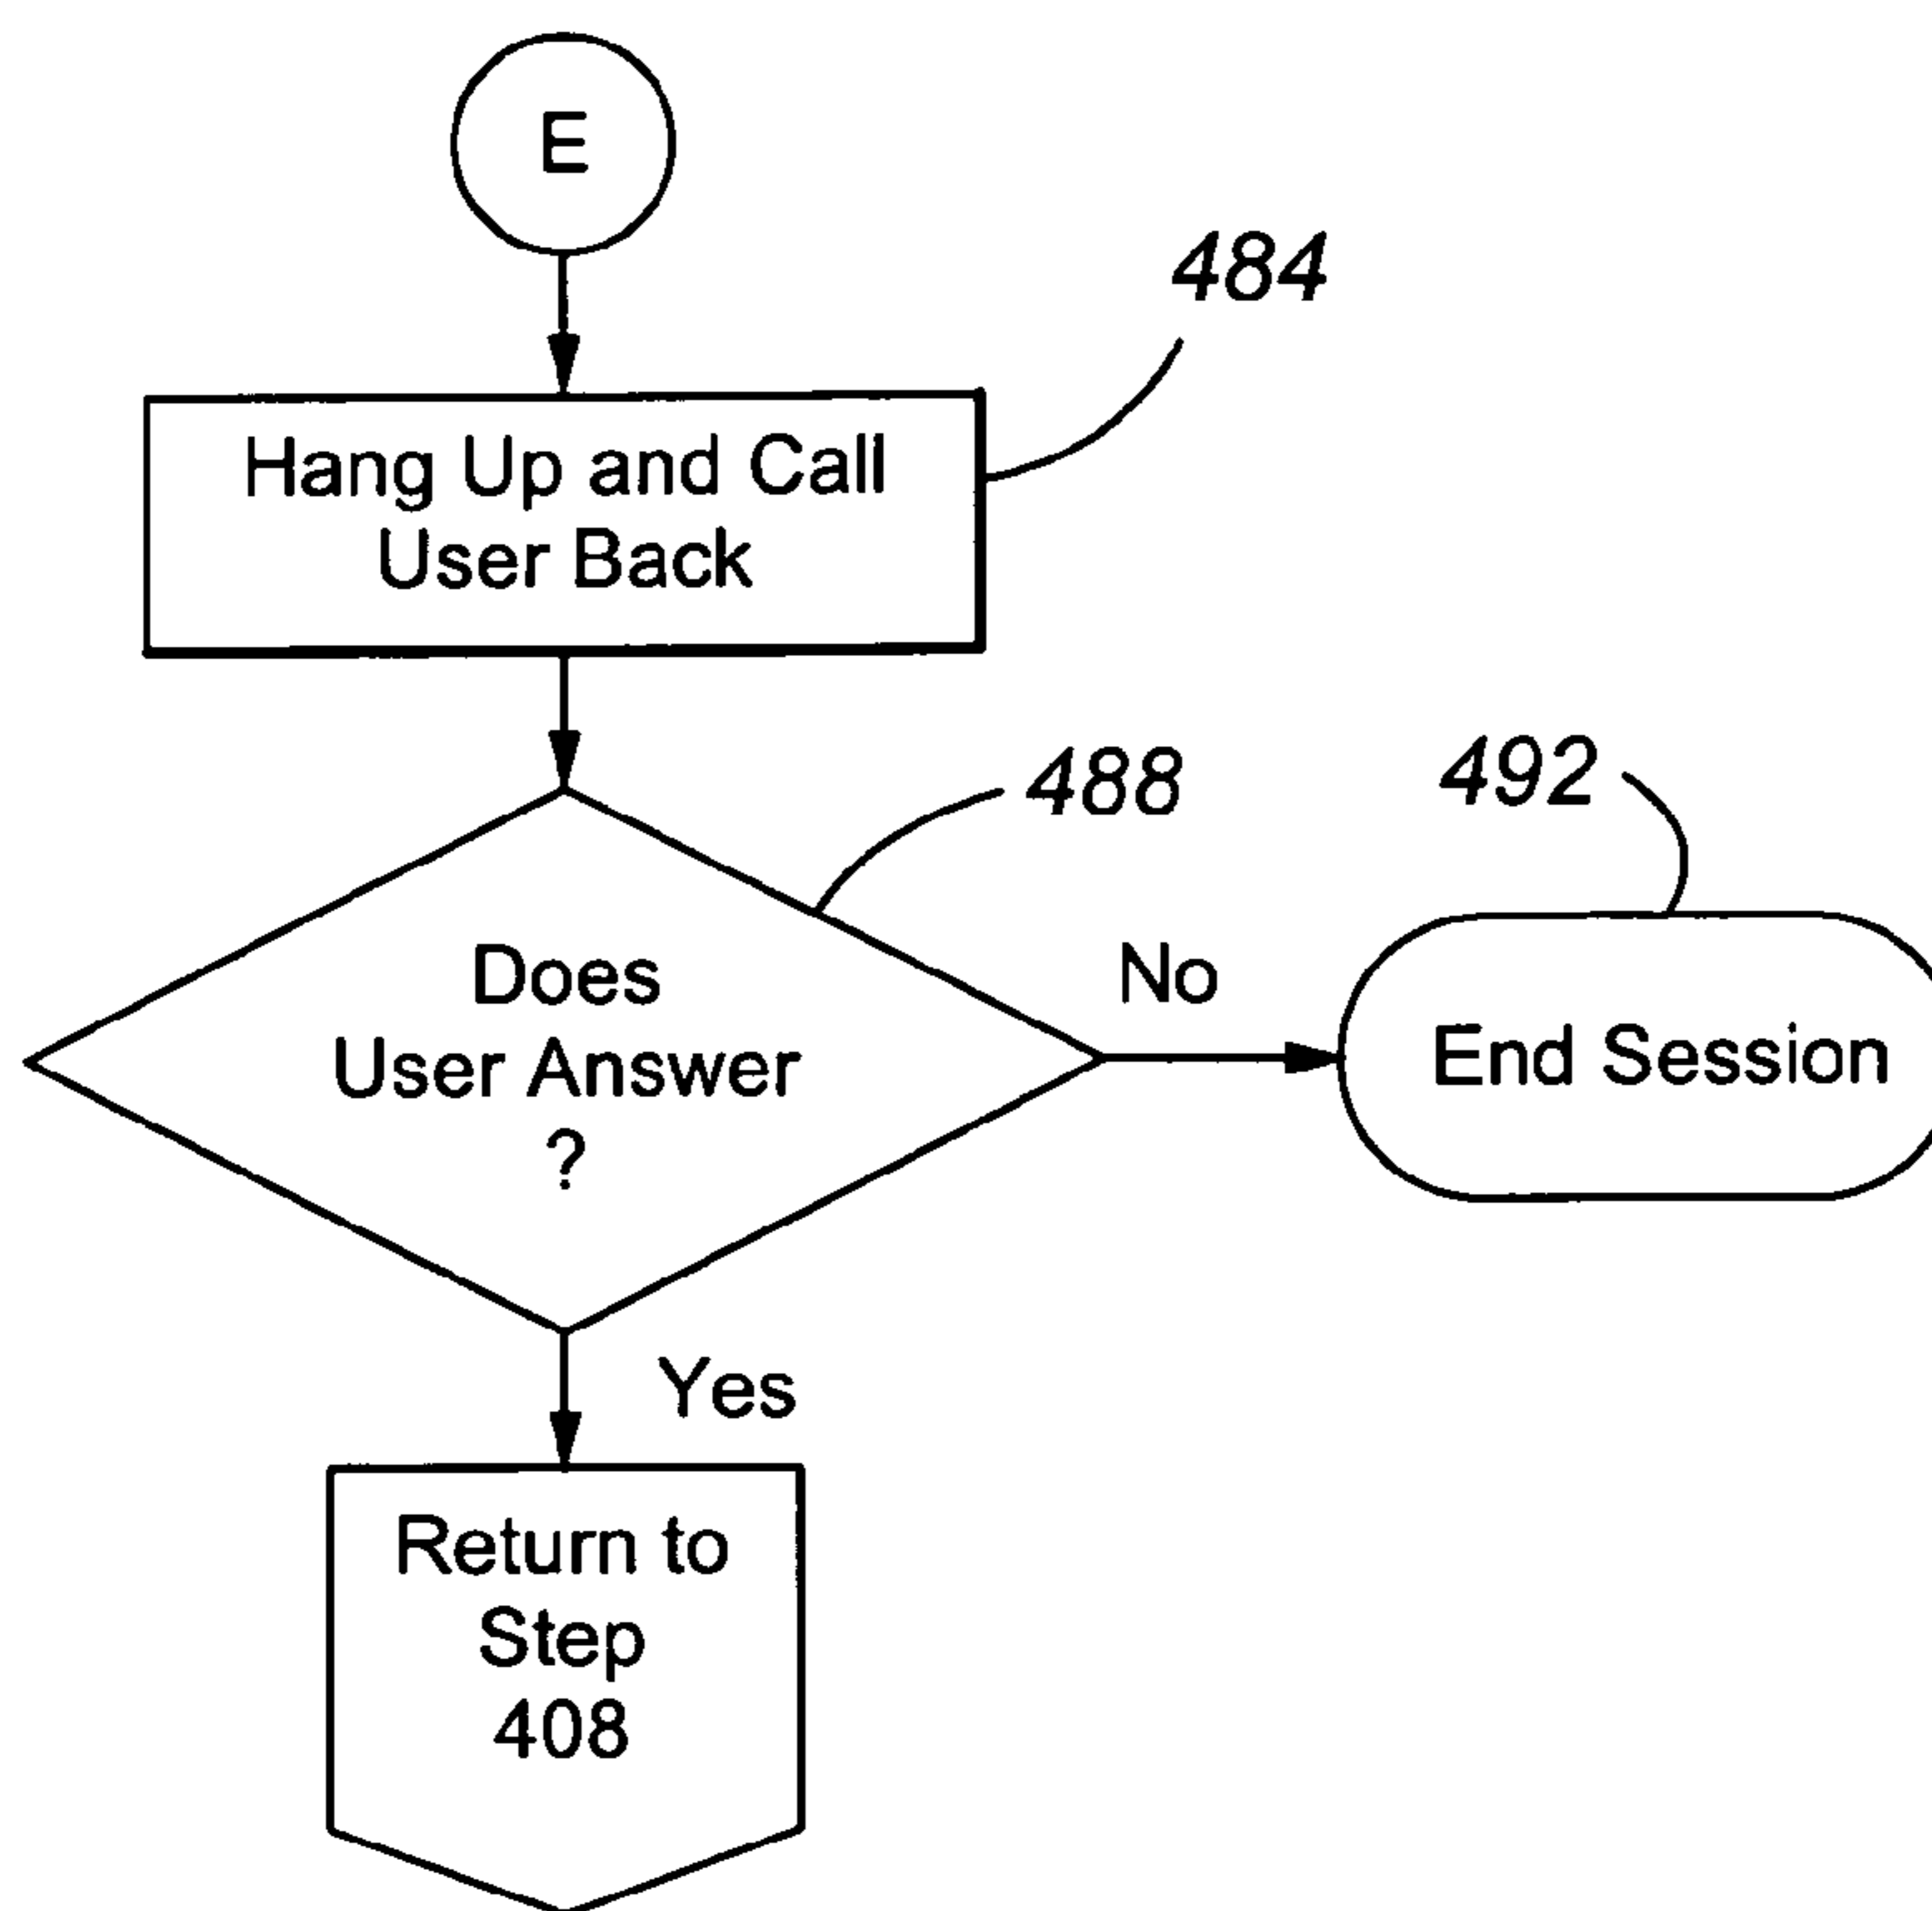 E
484
Hang Up and Call
User Back
488
492
Does
User Answer
?
No
End Session
Yes
Return to
Step
408